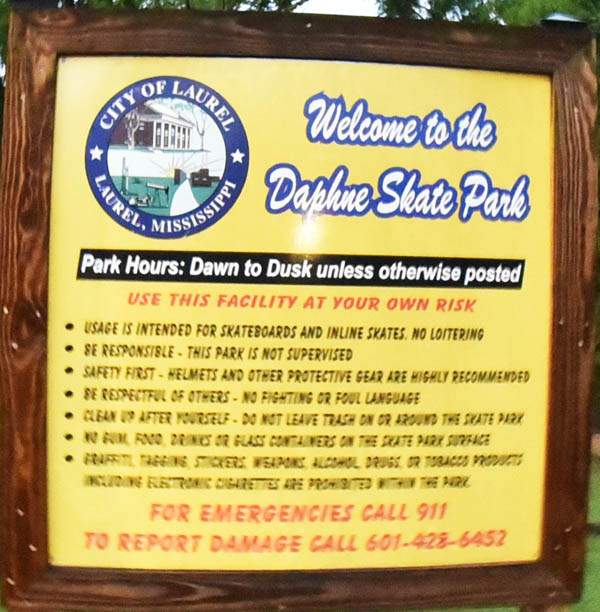 CITY OF LAUREL
LAUREL, MISSISSIPPI
Welcome to the
Daphne Skate Park
Park Hours: Dawn to Dusk unless otherwise posted
USE THIS FACILITY AT YOUR OWN RISK
• USAGE IS INTENDED FOR SKATEBOARDS AND INLINE SKATES. NO LOITERING
• BE RESPONSIBLE - THIS PARK IS NOT SUPERVISED
• SAFETY FIRST - HELMETS AND OTHER PROTECTIVE GEAR ARE HIGHLY RECOMMENDED
• BE RESPECTFUL OF OTHERS - NO FIGHTING OR FOUL LANGUAGE
• CLEAN UP AFTER YOURSELF - DO NOT LEAVE TRASH ON OR AROUND THE SKATE PARK
• NO GUM, FOOD, DRINKS OR GLASS CONTAINERS ON THE SKATE PARK SURFACE
• GRAFFITI, TAGGING, STICKERS, WEAPONS, ALCOHOL, DRUGS, OR TOBACCO PRODUCTS
INCLUDING ELECTRONIC CIGARETTES ARE PROHIBITED WITHIN THE PARK.
FOR EMERGENCIES CALL 911
TO REPORT DAMAGE CALL 601-428-6452